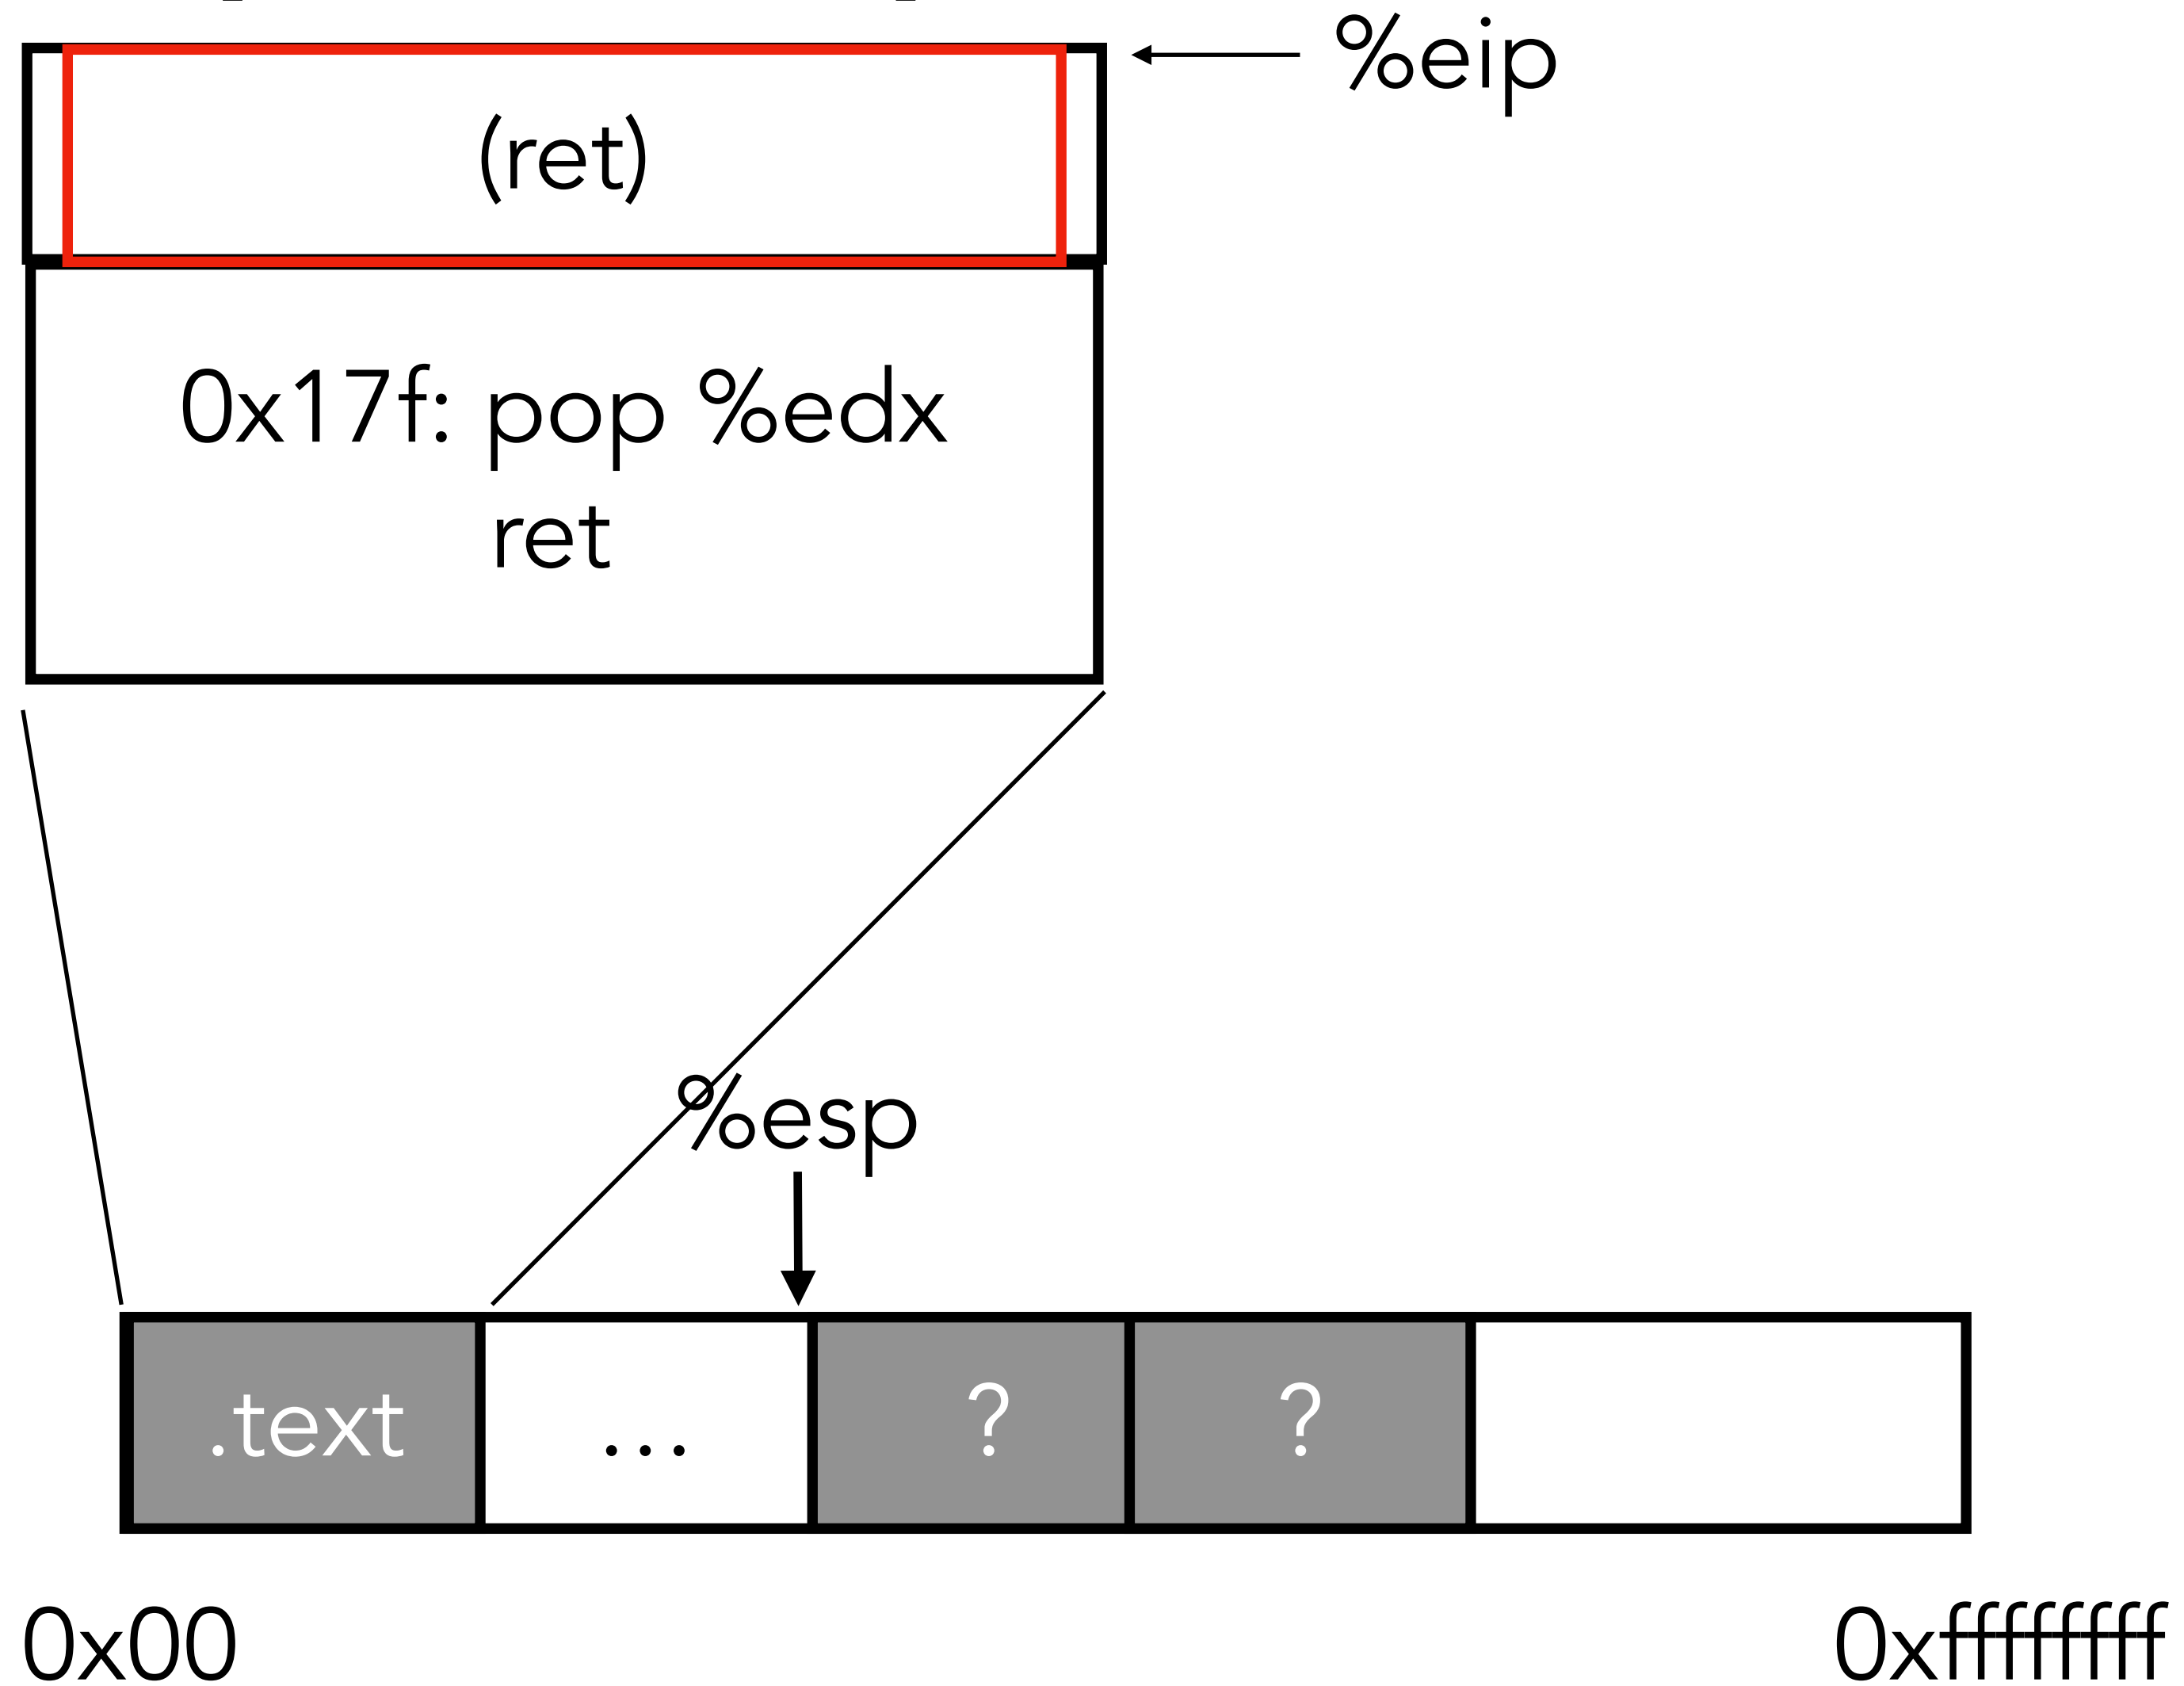 %eip
(ret)
0x17f: pop %edx
ret
%esp
.text
...
?
?
0x00
0xffffffff